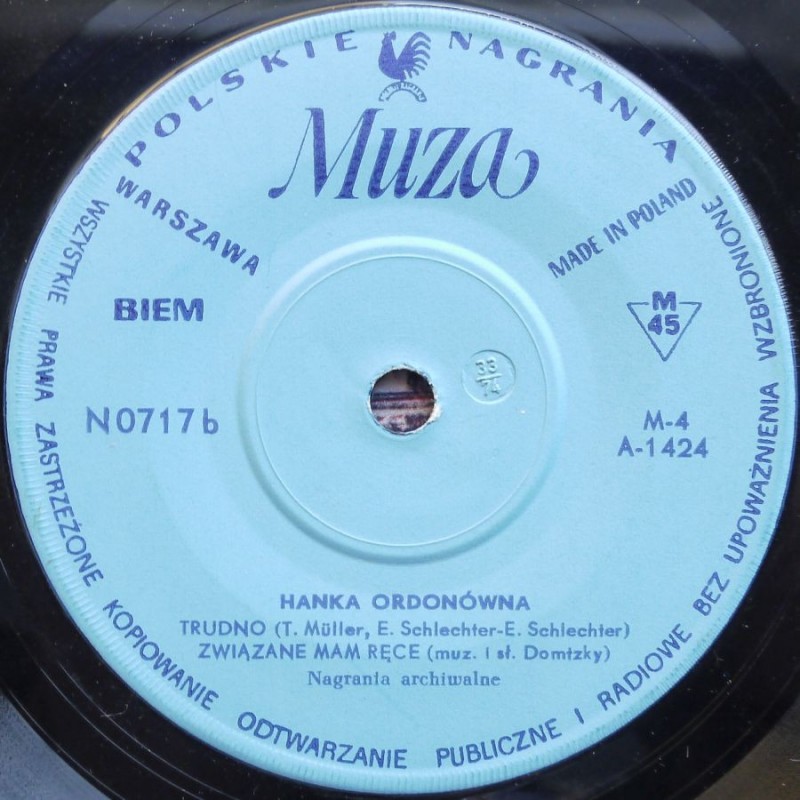 POLSKIE NAGRANIA
Muza
WARSZAWA
MADE IN POLAND
BIEM
M
45
33
74
N0717b
M-4
A-1424
HANKA ORDONÓWNA
TRUDNO (T. Müller, E. Schlechter-E. Schlechter)
ZWIĄZANE MAM RĘCE (muz. i sł. Domtzky)
Nagrania archiwalne
WSZYSTKIE PRAWA ZASTRZEŻONE KOPIOWANIE ODTWARZANIE PUBLICZNE I RADIOWE BEZ UPOWAŻNIENIA WZBRONIONE